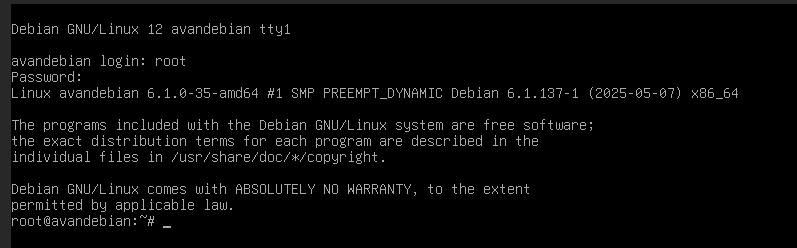 Debian GNU/Linux 12 avandebian tty1
avandebian login: root
Password:
Linux avandebian 6.1.0-35-amd64 #1 SMP PREEMPT_DYNAMIC Debian 6.1.137-1 (2025-05-07) x86_64
The programs included with the Debian GNU/Linux system are free software;
the exact distribution terms for each program are described in the
individual files in /usr/share/doc/*/copyright.
Debian GNU/Linux comes with ABSOLUTELY NO WARRANTY, to the extent
permitted by applicable law.
root@avandebian:~# _